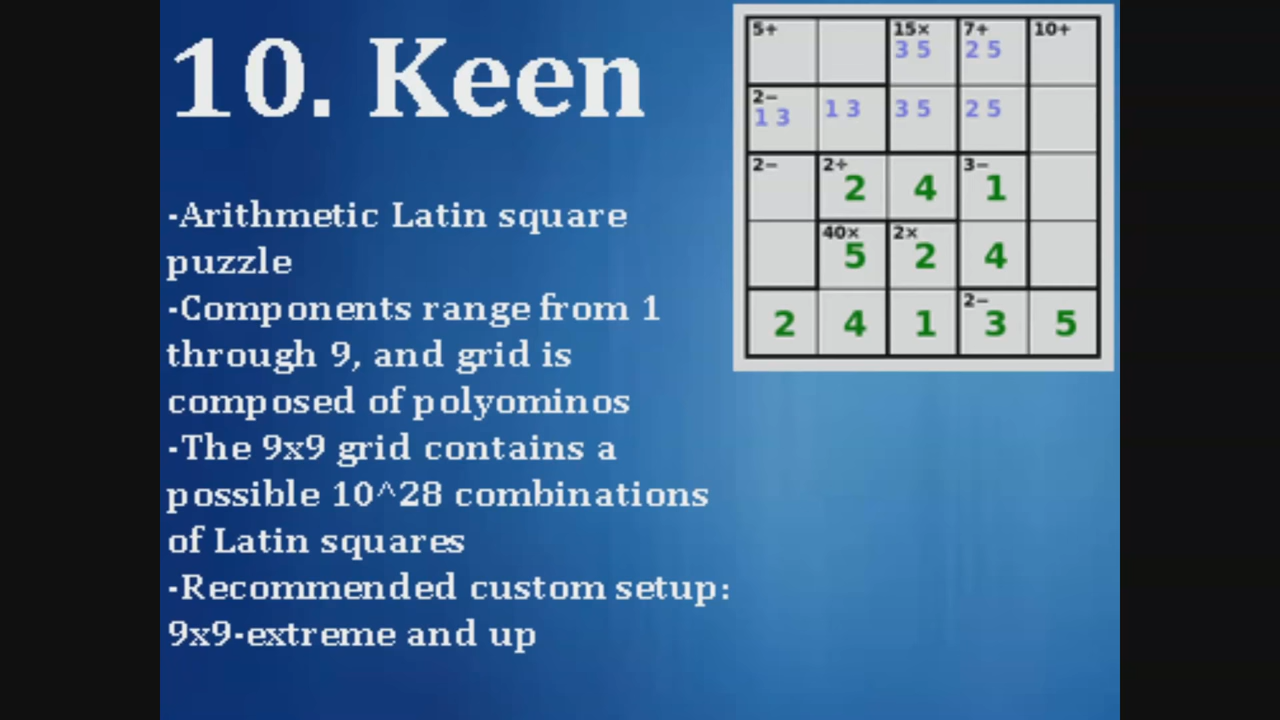 10. Keen
-Arithmetic Latin square
puzzle
-Components range from 1
through 9, and grid is
composed of polyominos
-The 9x9 grid contains a
possible 10^28 combinations
of Latin squares
-Recommended custom setup:
9x9-extreme and up
5+ 15× 7+ 10+
3 5 2 5
2-
1 3 1 3 3 5 2 5
2- 2+ 3-
2 4 1
40× 2×
5 2 4
2-
2 4 1 3 5